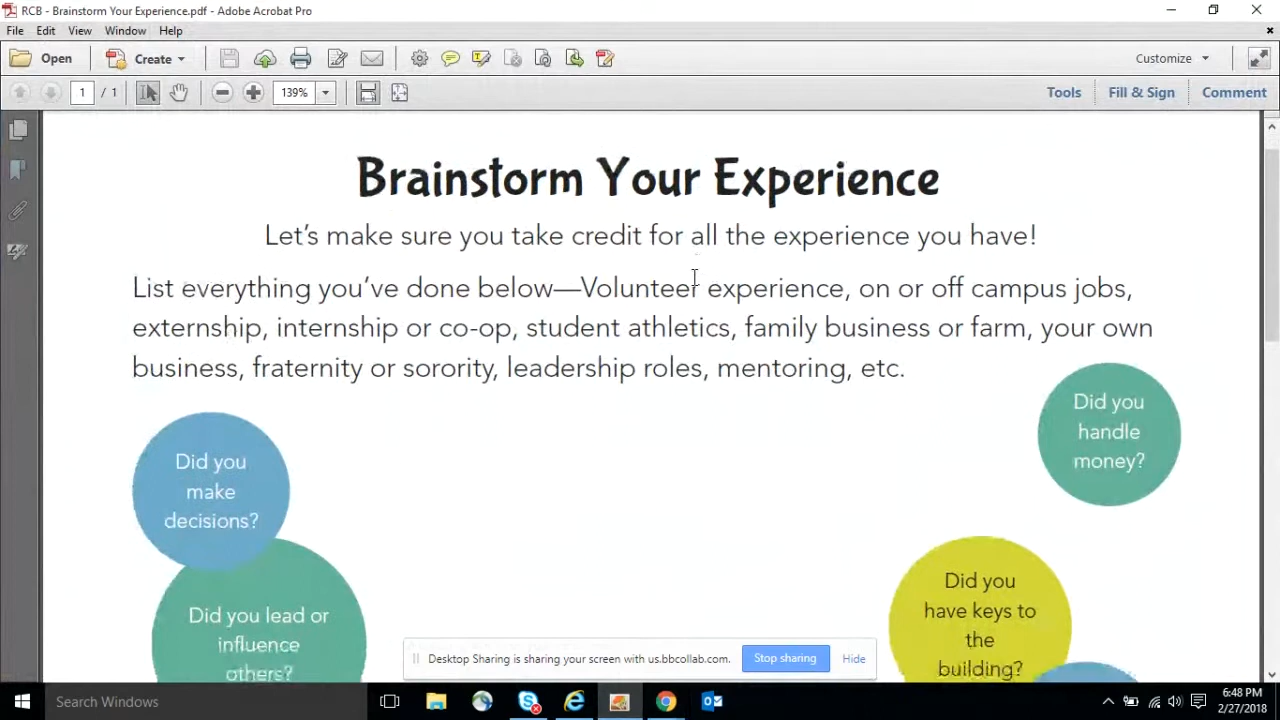 RCB - Brainstorm Your Experience.pdf - Adobe Acrobat Pro
File Edit View Window Help
Open Create Customize
1 / 1 139% Tools Fill & Sign Comment
Brainstorm Your Experience
Let's make sure you take credit for all the experience you have!
List everything you've done below—Volunteer experience, on or off campus jobs,
externship, internship or co-op, student athletics, family business or farm, your own
business, fraternity or sorority, leadership roles, mentoring, etc.
Did you
handle
money?
Did you
make
decisions?
Did you lead or
influence
others?
Did you
have keys to
the
building?
Desktop Sharing is sharing your screen with us.bbcollab.com. Stop sharing Hide
Search Windows
6:48 PM
2/27/2018